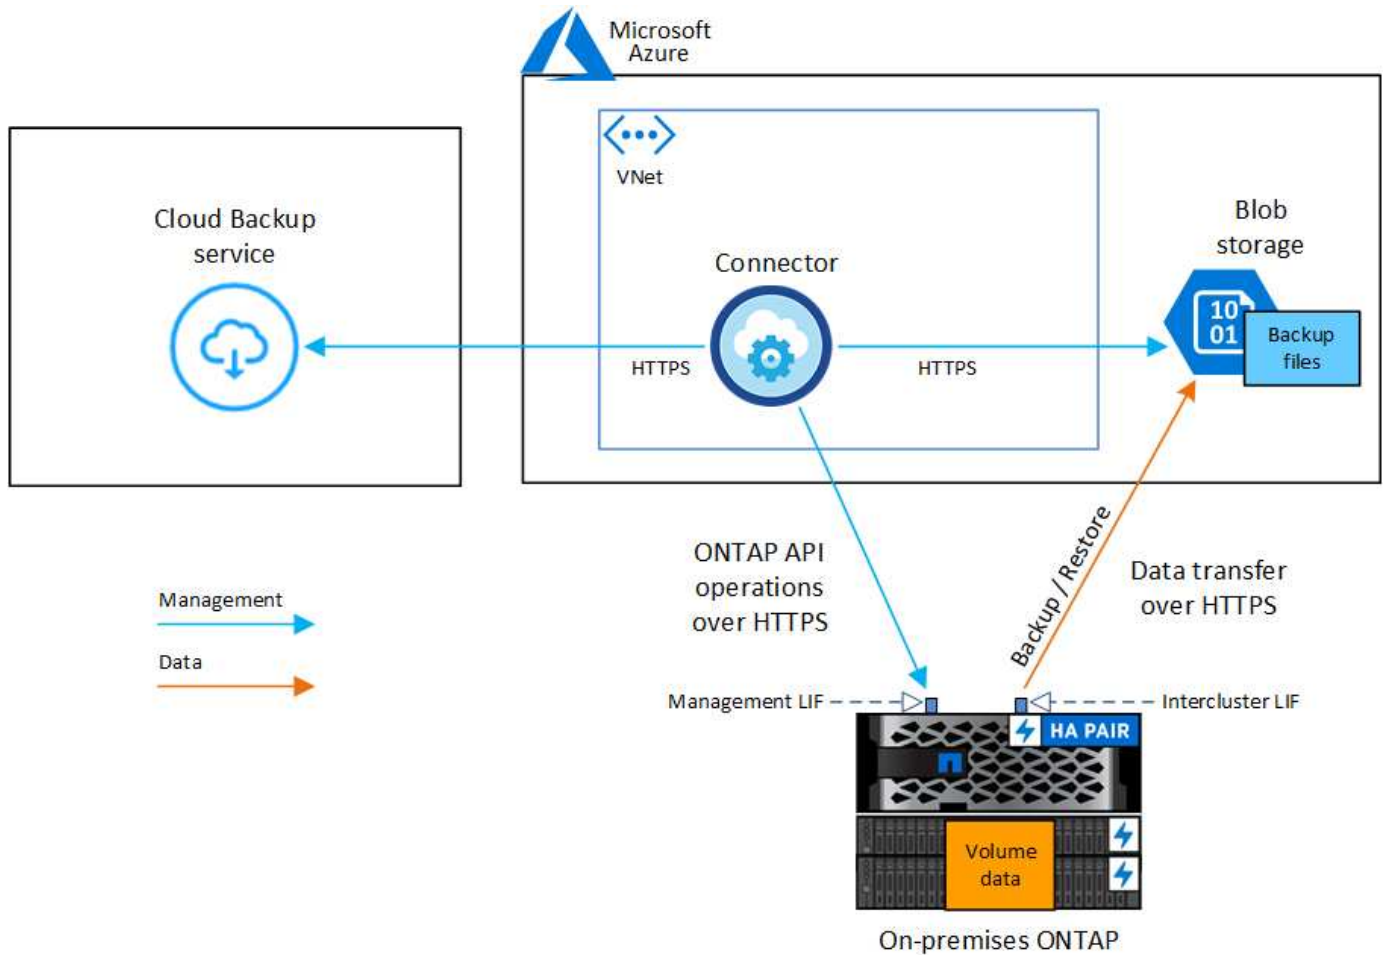 Microsoft
Azure
VNet
Cloud Backup
service
Connector
Blob
storage
10
01
Backup
files
HTTPS
HTTPS
ONTAP API
operations
over HTTPS
Backup / Restore
Data transfer
over HTTPS
Management
Data
Management LIF
Intercluster LIF
HA PAIR
Volume
data
On-premises ONTAP